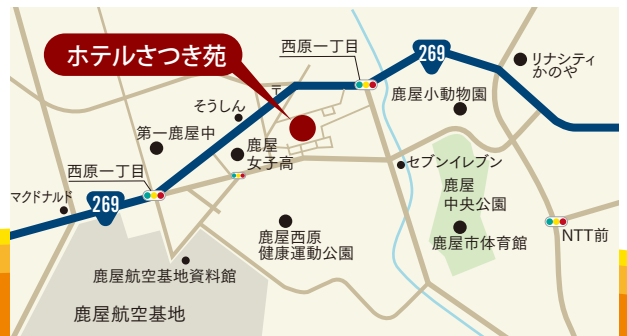 西原一丁目
269
ホテルさつき苑
リナシティ
かのや
〒
そうしん
鹿屋小動物園
第一鹿屋中
鹿屋
女子高
西原一丁目
セブンイレブン
鹿屋
中央公園
マクドナルド
269
鹿屋西原
健康運動公園
鹿屋市体育館
NTT前
鹿屋航空基地資料館
鹿屋航空基地